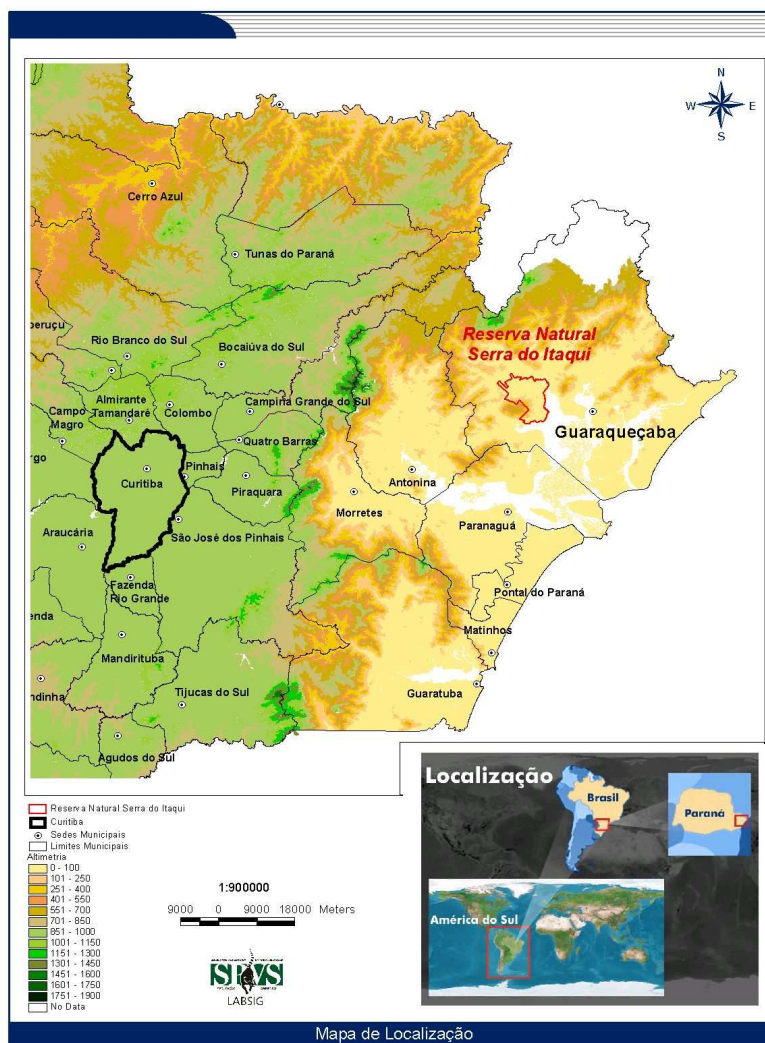 N
W E
S
Cerro Azul
Tunas do Paraná
Reserva Natural
Serra do Itaqui
Rio Branco do Sul
Bocaiúva do Sul
Almirante
Tamandaré
Colombo
Campina Grande do Sul
Campo
Magro
Quatro Barras
Guaraqueçaba
Curitiba
Pinhais
Piraquara
Antonina
Morretes
Paranaguá
Araucária
São José dos Pinhais
Fazenda
Rio Grande
Pontal do Paraná
enda
Mandirituba
Matinhos
ndinha
Tijucas do Sul
Guaratuba
Agudos do Sul
Localização
Brasil
Paraná
América do Sul
Reserva Natural Serra do Itaqui
Curitiba
Sedes Municipais
Limites Municipais
Altimetria
0 - 100
101 - 250
251 - 400
401 - 550
551 - 700
701 - 850
851 - 1000
1001 - 1150
1151 - 1300
1301 - 1450
1451 - 1600
1601 - 1750
1751 - 1900
No Data
1:900000
9000 0 9000 18000 Meters
SPVS
LABSIG
Mapa de Localização